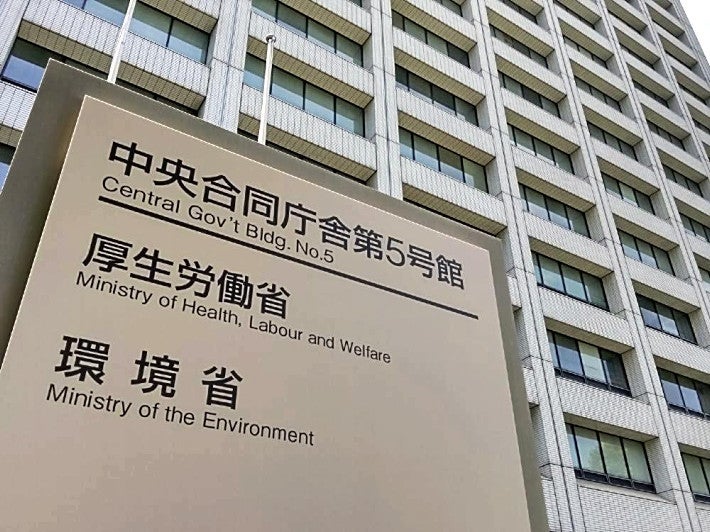 中央合同庁舎第5号館
Central Gov't Bldg. No.5
厚生労働省
Ministry of Health, Labour and Welfare
環境省
Ministry of the Environment